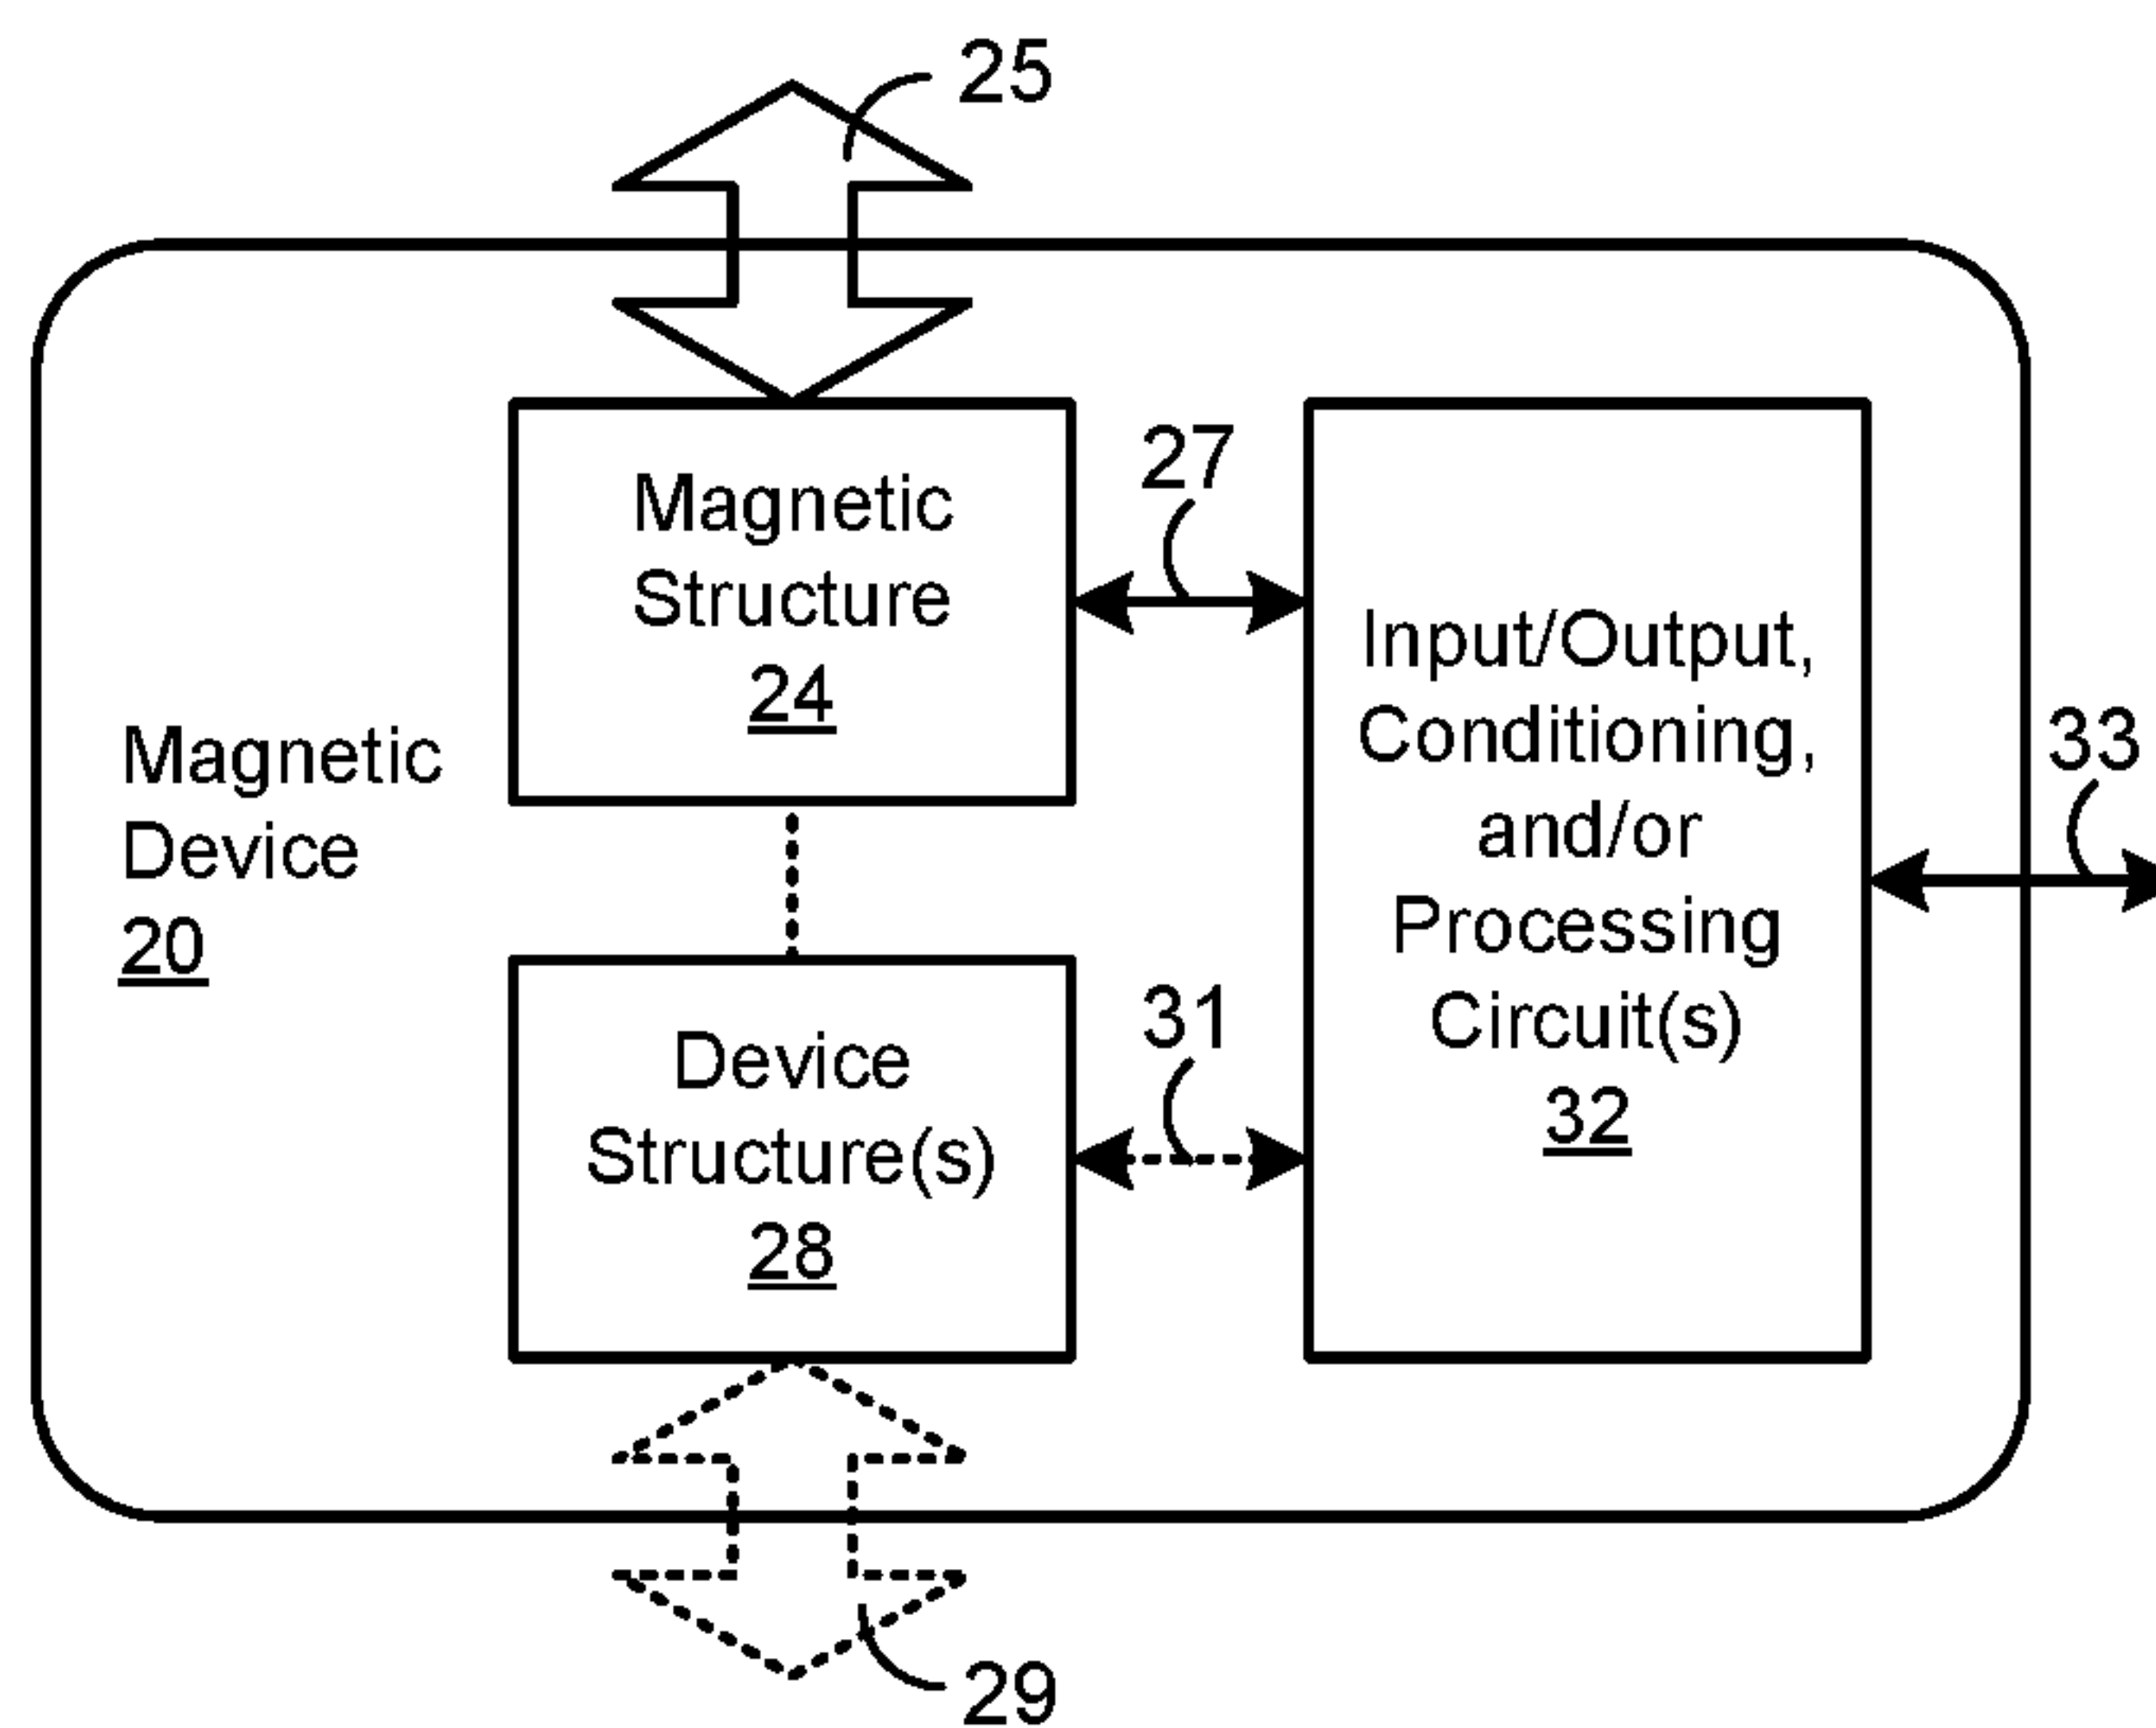 25
Magnetic
Structure
24
27
Magnetic
Device
20
Input/Output,
Conditioning,
and/or
Processing
Circuit(s)
32
33
Device
Structure(s)
28
31
29